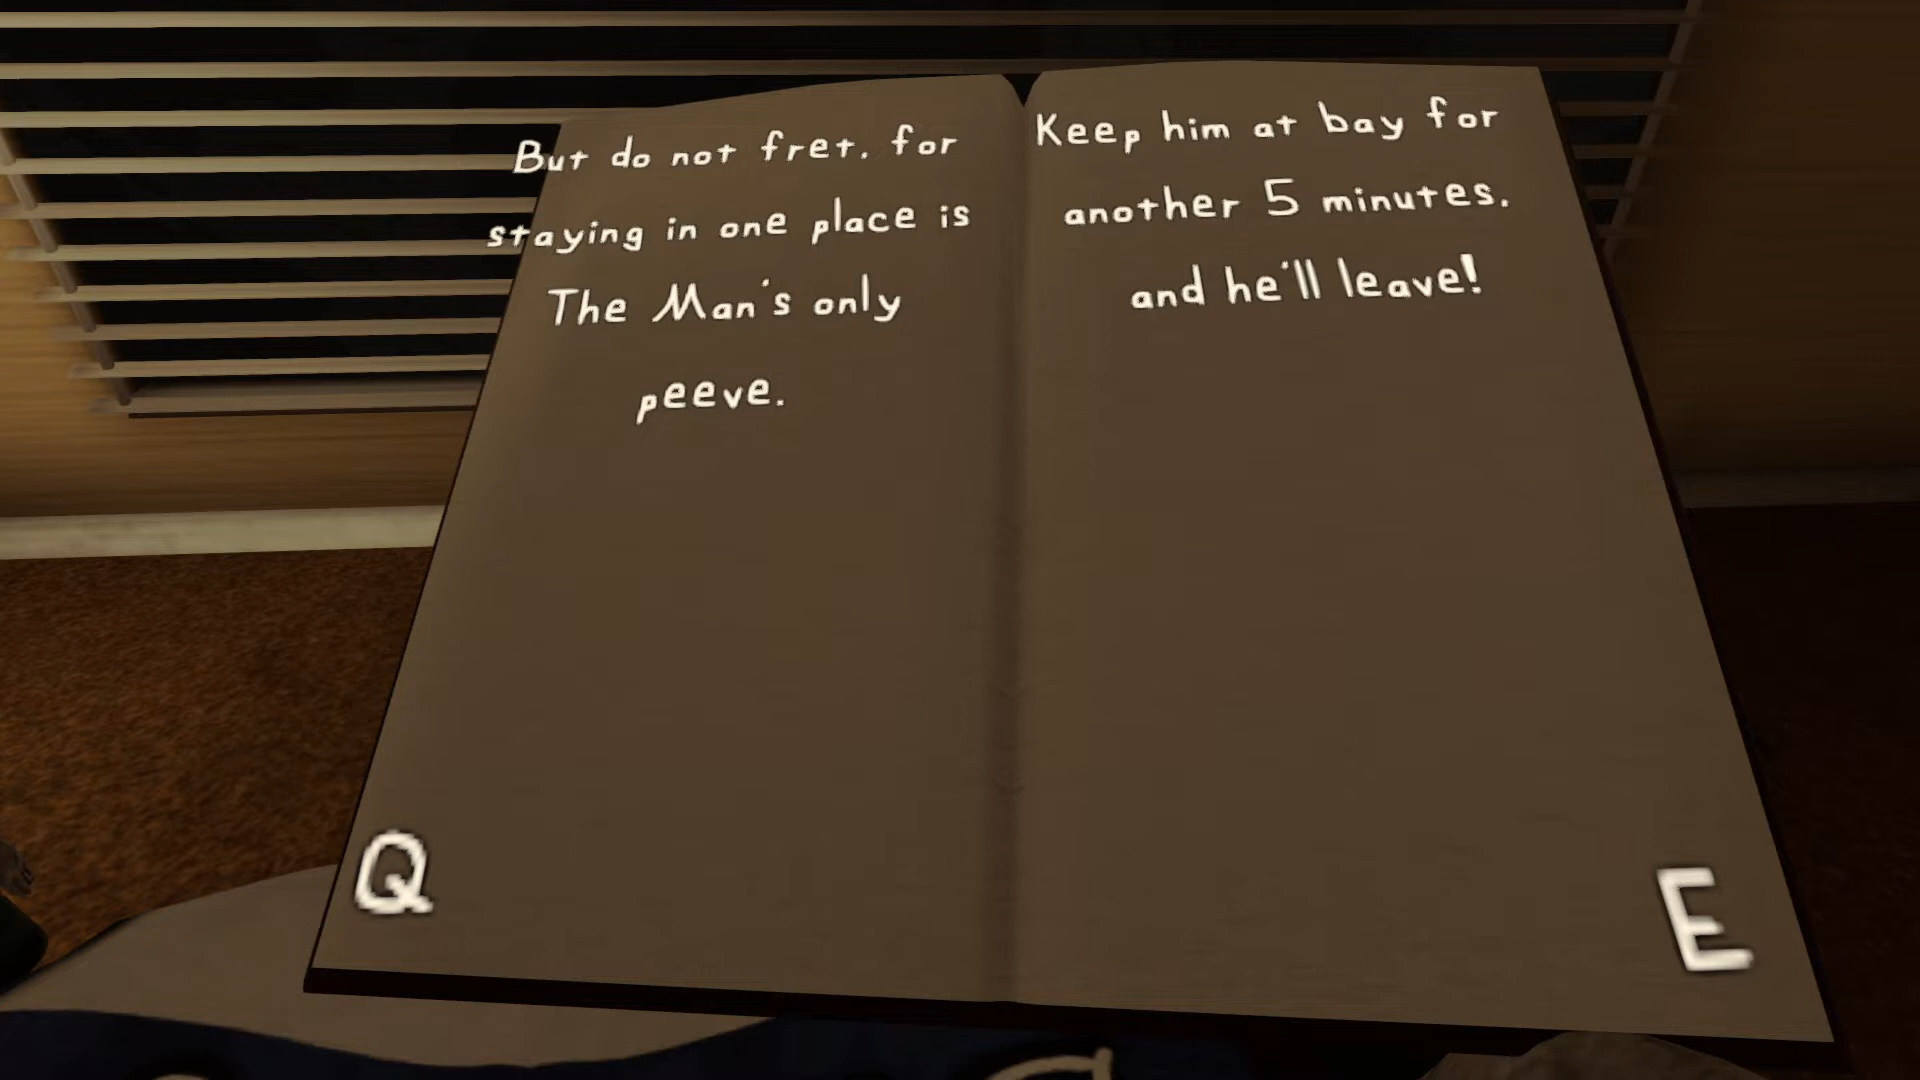 But do not fret. for
staying in one place is
The Man's only
peeve.
Keep him at bay for
another 5 minutes.
and he'll leave!
Q
E